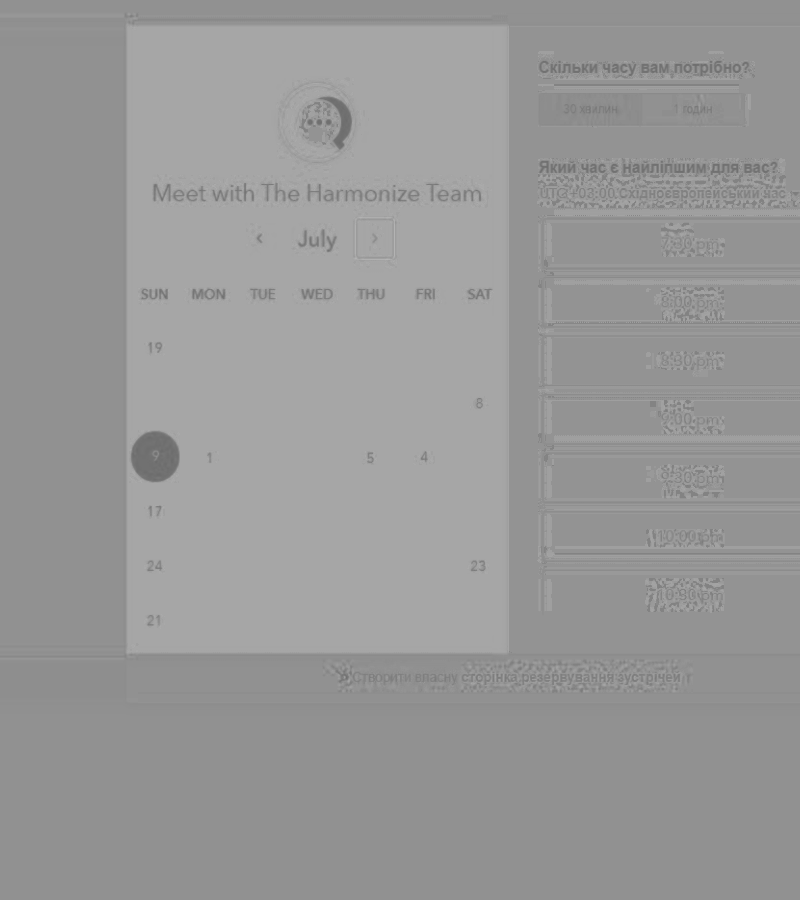 Meet with The Harmonize Team
July
SUN MON TUE WED THU FRI SAT
19
8
9 1 5 4
17
24 23
21
Скільки часу вам потрібно?
30 хвилин 1 годин
Який час є найліпшим для вас?
UTC +02:00 Східноєвропейський час
7:30 pm
8:00 pm
8:30 pm
9:00 pm
9:30 pm
10:00 pm
10:30 pm
Створити власну сторінка резервування зустрічей